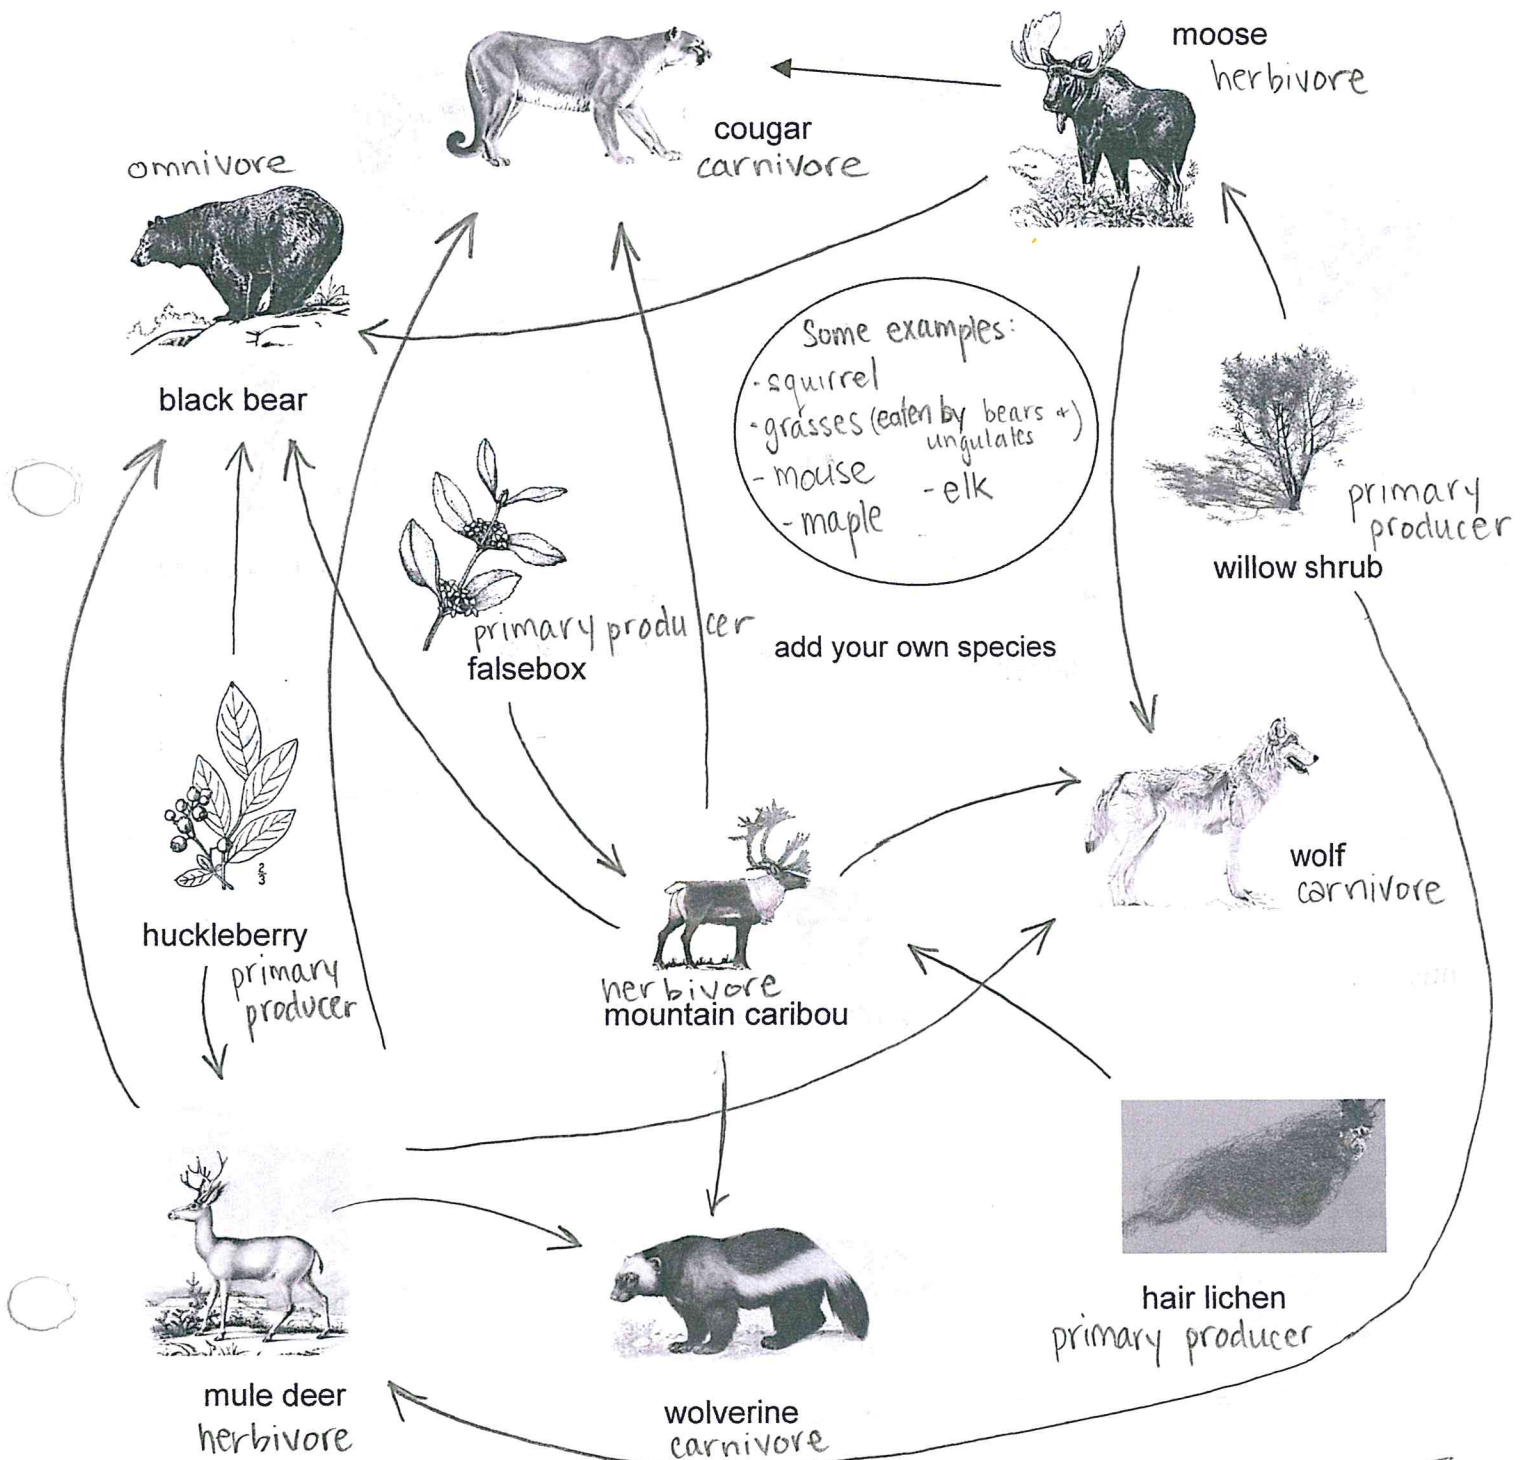 moose
herbivore
cougar
carnivore
omnivore
black bear
Some examples:
- squirrel
- grasses (eaten by bears +
ungulates)
- mouse
- elk
- maple
primary
producer
willow shrub
primary producer
falsebox
add your own species
2
3
huckleberry
primary
producer
wolf
carnivore
herbivore
mountain caribou
hair lichen
primary producer
mule deer
herbivore
wolverine
carnivore